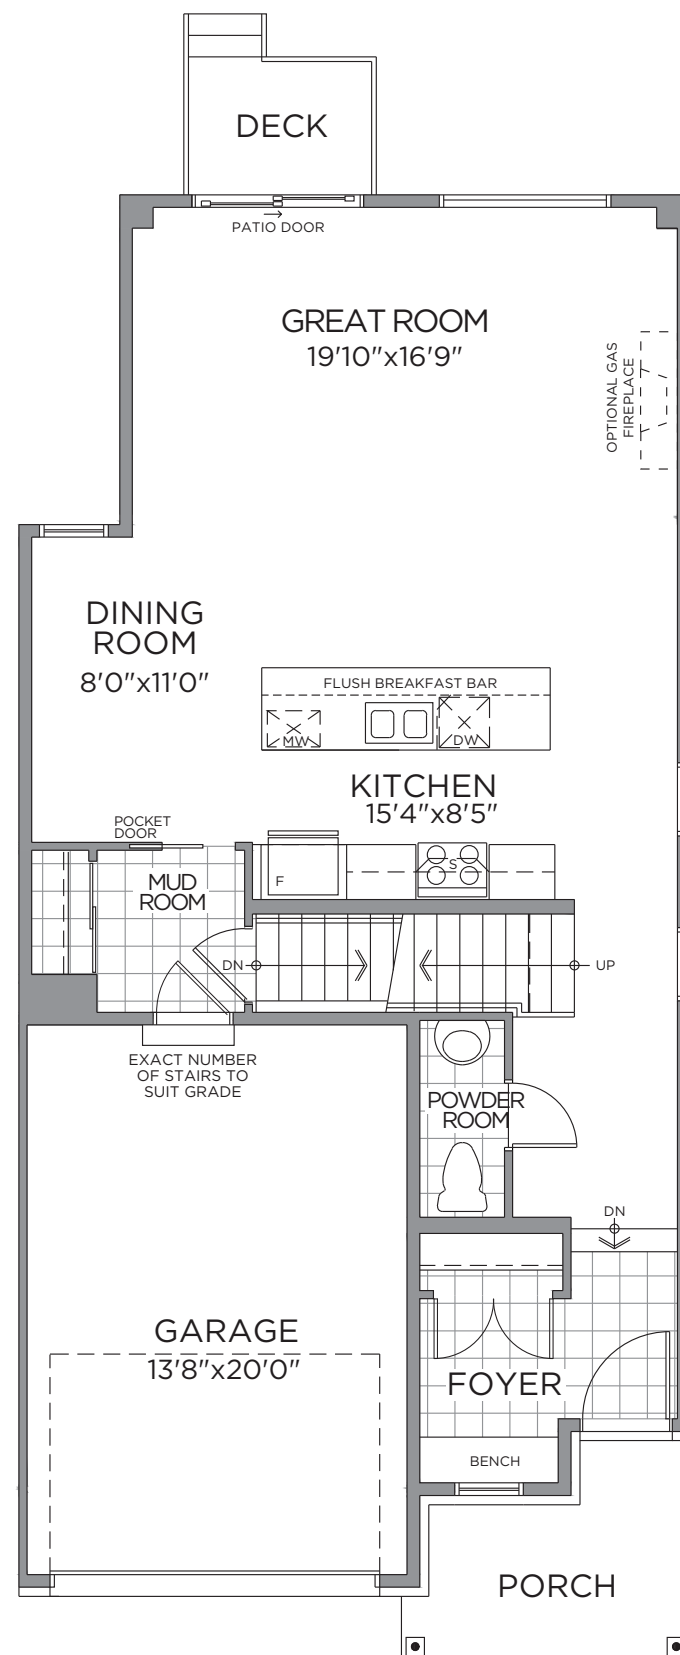 DECK
PATIO DOOR
GREAT ROOM
19'10"x16'9"
OPTIONAL GAS
FIREPLACE
DINING
ROOM
8'0"x11'0"
FLUSH BREAKFAST BAR
MW
DW
KITCHEN
15'4"x8'5"
POCKET
DOOR
MUD
ROOM
F
S
DN
UP
EXACT NUMBER
OF STAIRS TO
SUIT GRADE
POWDER
ROOM
DN
GARAGE
13'8"x20'0"
FOYER
BENCH
PORCH